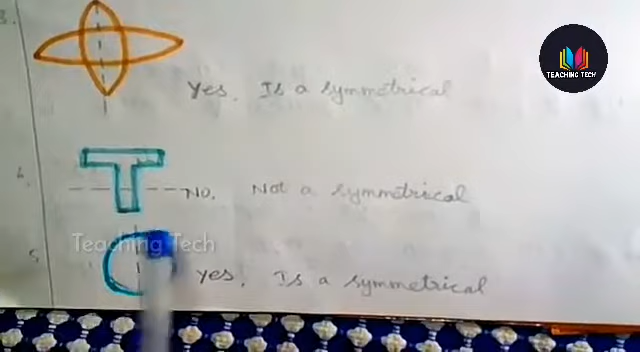 3.
TEACHING TECH
Yes. Is a symmetrical
4.
T
No. Not a symmetrical
Teaching Tech
5.
Yes. Is a symmetrical